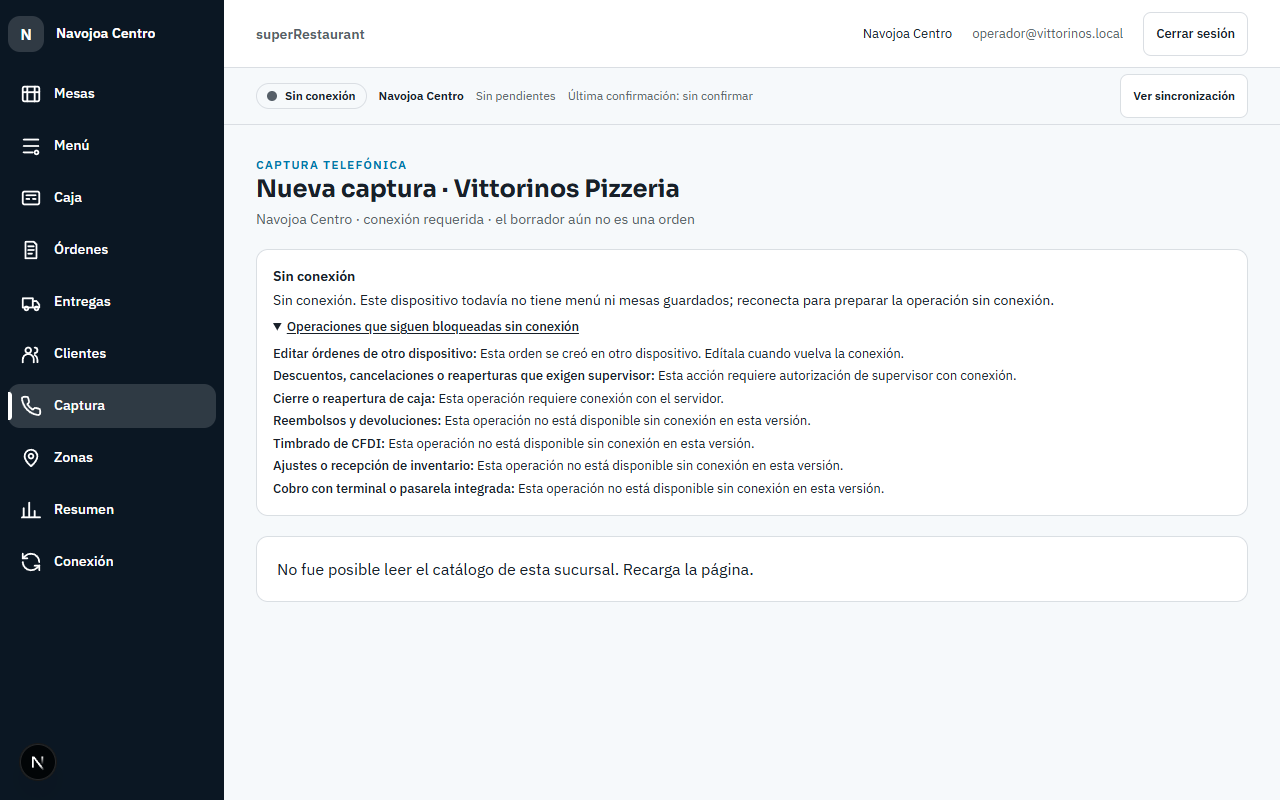 N Navojoa Centro
Mesas
Menú
Caja
Órdenes
Entregas
Clientes
Captura
Zonas
Resumen
Conexión
N
superRestaurant
Navojoa Centro operador@vittorinos.local Cerrar sesión
Sin conexión Navojoa Centro Sin pendientes Última confirmación: sin confirmar Ver sincronización
CAPTURA TELEFÓNICA
Nueva captura · Vittorinos Pizzeria
Navojoa Centro · conexión requerida · el borrador aún no es una orden
Sin conexión
Sin conexión. Este dispositivo todavía no tiene menú ni mesas guardados; reconecta para preparar la operación sin conexión.
Operaciones que siguen bloqueadas sin conexión
Editar órdenes de otro dispositivo: Esta orden se creó en otro dispositivo. Edítala cuando vuelva la conexión.
Descuentos, cancelaciones o reaperturas que exigen supervisor: Esta acción requiere autorización de supervisor con conexión.
Cierre o reapertura de caja: Esta operación requiere conexión con el servidor.
Reembolsos y devoluciones: Esta operación no está disponible sin conexión en esta versión.
Timbrado de CFDI: Esta operación no está disponible sin conexión en esta versión.
Ajustes o recepción de inventario: Esta operación no está disponible sin conexión en esta versión.
Cobro con terminal o pasarela integrada: Esta operación no está disponible sin conexión en esta versión.
No fue posible leer el catálogo de esta sucursal. Recarga la página.